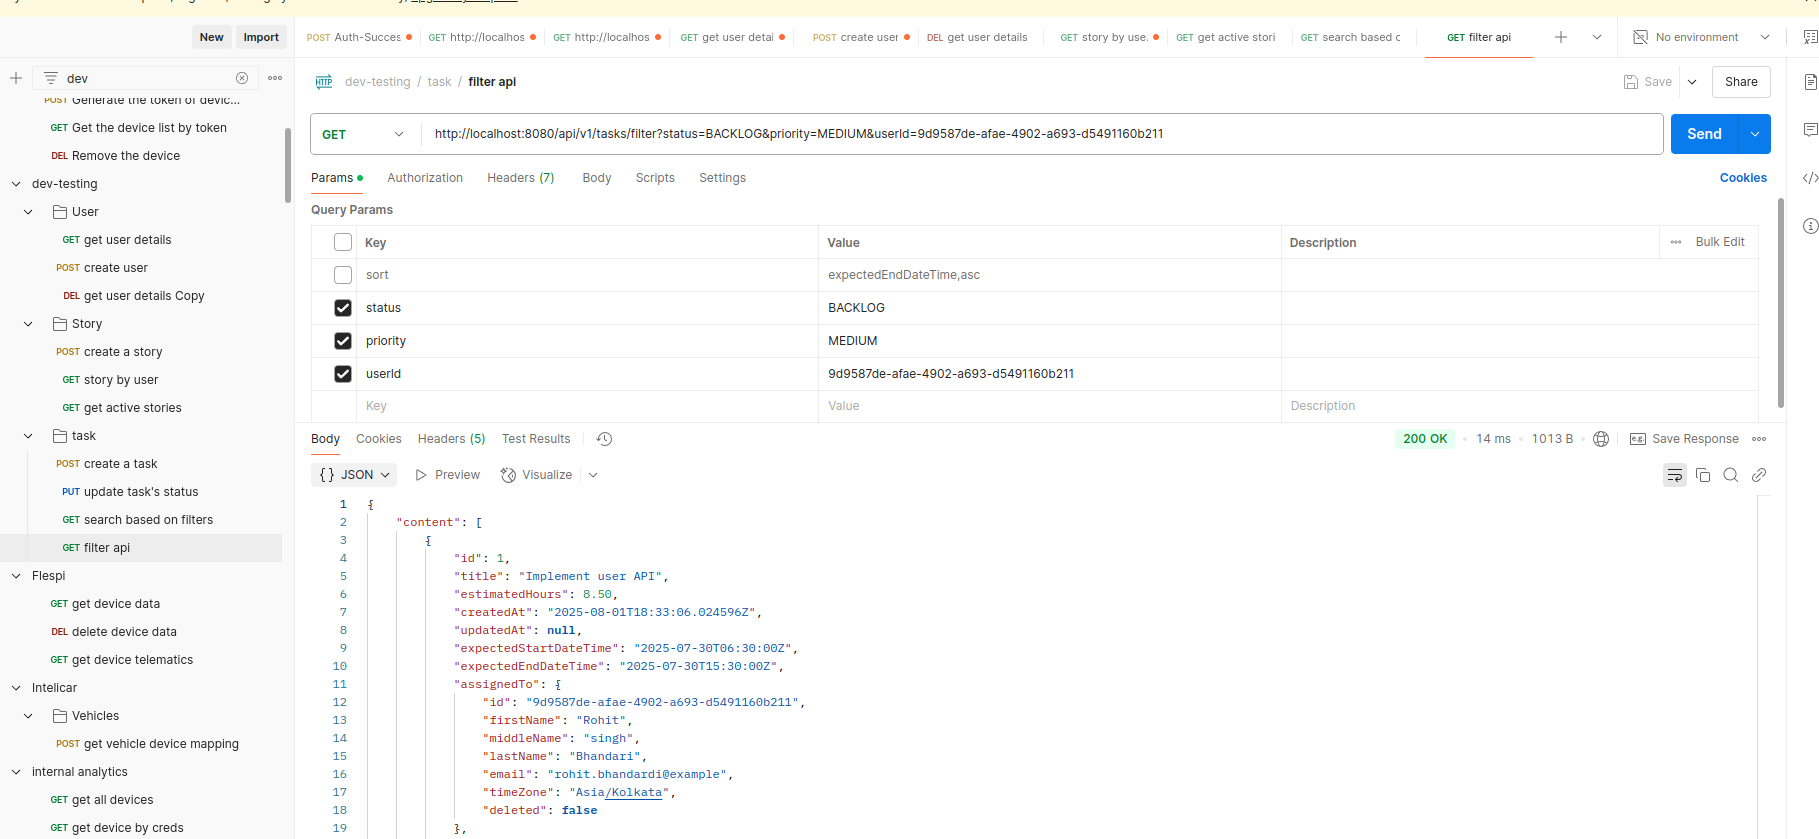 New
Import
POST Auth-Succes
GET http://localhos
GET http://localhos
GET get user detai
POST create user
DEL get user details
GET story by use.
GET get active stori
GET search based c
GET filter api
No environment
dev
dev-testing / task / filter api
Save
Share
POST Generate the token of devic...
GET Get the device list by token
DEL Remove the device
dev-testing
User
GET get user details
POST create user
DEL get user details Copy
Story
POST create a story
GET story by user
GET get active stories
task
POST create a task
PUT update task's status
GET search based on filters
GET filter api
Flespi
GET get device data
DEL delete device data
GET get device telematics
Intelicar
Vehicles
POST get vehicle device mapping
internal analytics
GET get all devices
GET get device by creds
GET http://localhost:8080/api/v1/tasks/filter?status=BACKLOG&priority=MEDIUM&userId=9d9587de-afae-4902-a693-d5491160b211
Send
Params Authorization Headers (7) Body Scripts Settings Cookies
Query Params
Key Value Description Bulk Edit
sort expectedEndDateTime,asc
status BACKLOG
priority MEDIUM
userId 9d9587de-afae-4902-a693-d5491160b211
Key Value Description
Body Cookies Headers (5) Test Results 200 OK • 14 ms • 1013 B • e.g. Save Response
{} JSON Preview Visualize
1 {
2 "content": [
3 {
4 "id": 1,
5 "title": "Implement user API",
6 "estimatedHours": 8.50,
7 "createdAt": "2025-08-01T18:33:06.024596Z",
8 "updatedAt": null,
9 "expectedStartDateTime": "2025-07-30T06:30:00Z",
10 "expectedEndDateTime": "2025-07-30T15:30:00Z",
11 "assignedTo": {
12 "id": "9d9587de-afae-4902-a693-d5491160b211",
13 "firstName": "Rohit",
14 "middleName": "singh",
15 "lastName": "Bhandari",
16 "email": "rohit.bhandardi@example",
17 "timeZone": "Asia/Kolkata",
18 "deleted": false
19 },